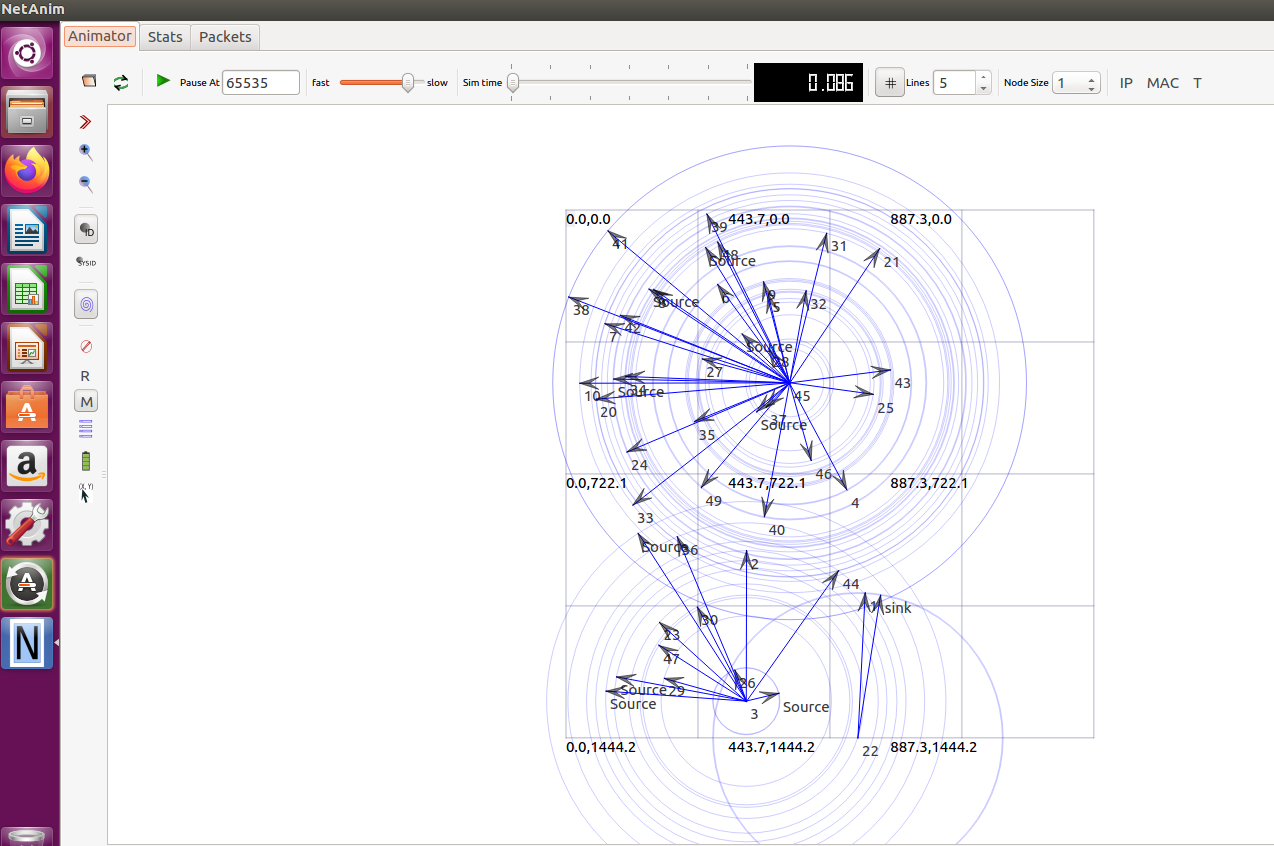 NetAnim
Animator Stats Packets
Pause At 65535 fast slow Sim time 0.086 Lines 5 Node Size 1 IP MAC T
ID
SYSID
R
M
(X, Y)
0.0,0.0 443.7,0.0 887.3,0.0
39
41
31
48
Source
21
6
9
5
Source
32
38
42
7
Source
28
27
43
10
Source
20
45
25
37
Source
35
24
46
0.0,722.1 443.7,722.1 887.3,722.1
49
4
33
40
Source
36
2
44
1 sink
30
23
47
26
Source 29
Source
3
Source
0.0,1444.2 443.7,1444.2 887.3,1444.2
22